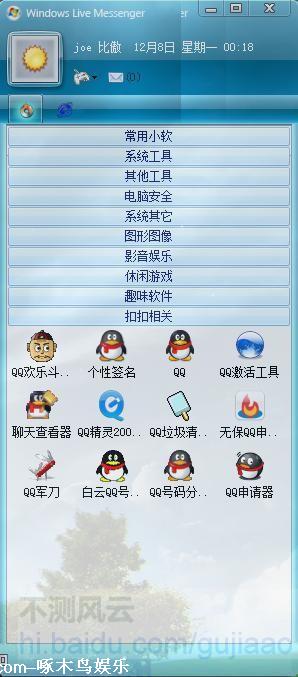 Windows Live Messenger
joe 比傲 12月8日 星期一 00:18
(0)
常用小软
系统工具
其他工具
电脑安全
系统其它
图形图像
影音娱乐
休闲游戏
趣味软件
扣扣相关
QQ欢乐斗.. 个性签名 QQ QQ激活工具
聊天查看器 QQ精灵200.. QQ垃圾清.. 无保QQ申..
QQ军刀 白云QQ号.. QQ号码分.. QQ申请器
不测风云
hi.baidu.com/gujiaao
om-啄木鸟娱乐